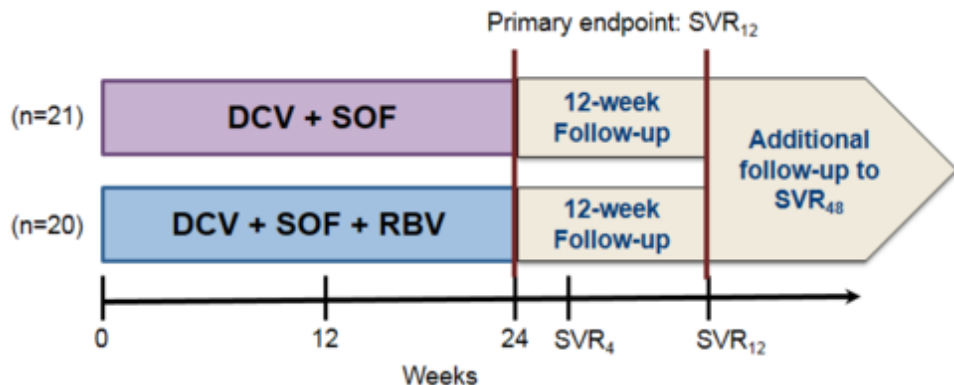 Primary endpoint: SVR₁₂
(n=21)
DCV + SOF
12-week
Follow-up
(n=20)
DCV + SOF + RBV
12-week
Follow-up
Additional
follow-up to
SVR₄₈
0
12
24
SVR₄
SVR₁₂
Weeks